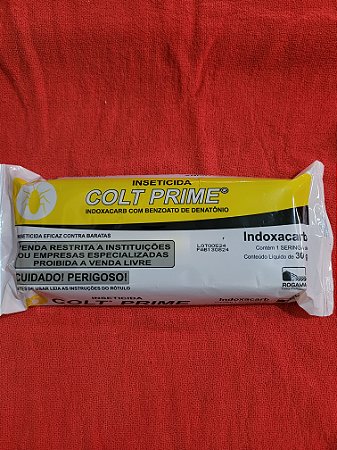 INSETICIDA
COLT PRIME®
INDOXACARB COM BENZOATO DE DENATÔNIO
INSETICIDA EFICAZ CONTRA BARATAS
VENDA RESTRITA A INSTITUIÇÕES
OU EMPRESAS ESPECIALIZADAS
PROIBIDA A VENDA LIVRE
CUIDADO! PERIGOSO!
ANTES DE USAR LEIA AS INSTRUÇÕES DO RÓTULO
Indoxacarb
Contém 1 SERINGA
Conteúdo Líquido de 30 g
ROGAMA
INSETICIDA
COLT PRIME
Indoxacarb